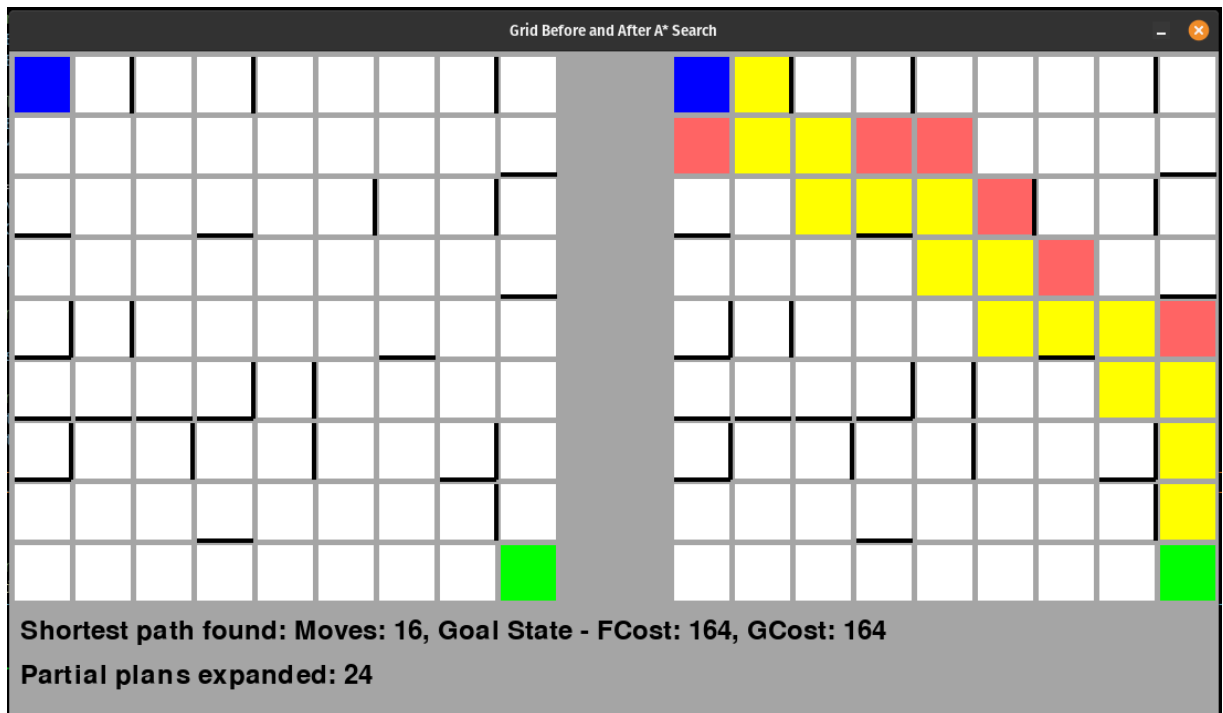 Grid Before and After A* Search
Shortest path found: Moves: 16, Goal State - FCost: 164, GCost: 164
Partial plans expanded: 24